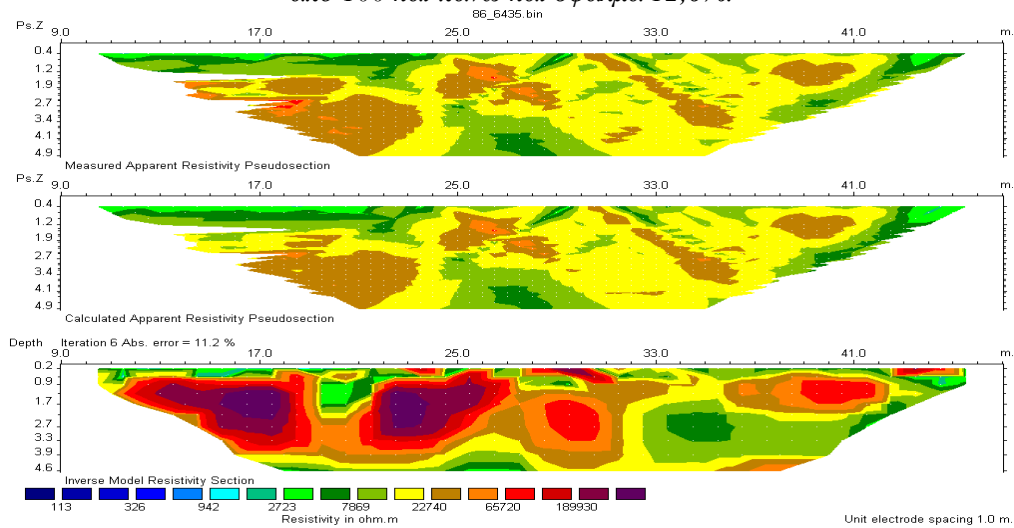 86_6435.bin
Ps.Z 9.0 17.0 25.0 33.0 41.0 m.
0.4
1.2
1.9
2.7
3.4
4.1
4.9
Measured Apparent Resistivity Pseudosection
Ps.Z 9.0 17.0 25.0 33.0 41.0 m.
0.4
1.2
1.9
2.7
3.4
4.1
4.9
Calculated Apparent Resistivity Pseudosection
Depth Iteration 6 Abs. error = 11.2 %
9.0 17.0 25.0 33.0 41.0 m.
0.2
0.9
1.7
2.7
3.3
3.9
4.6
Inverse Model Resistivity Section
113 326 942 2723 7869 22740 65720 189930
Resistivity in ohm.m Unit electrode spacing 1.0 m.